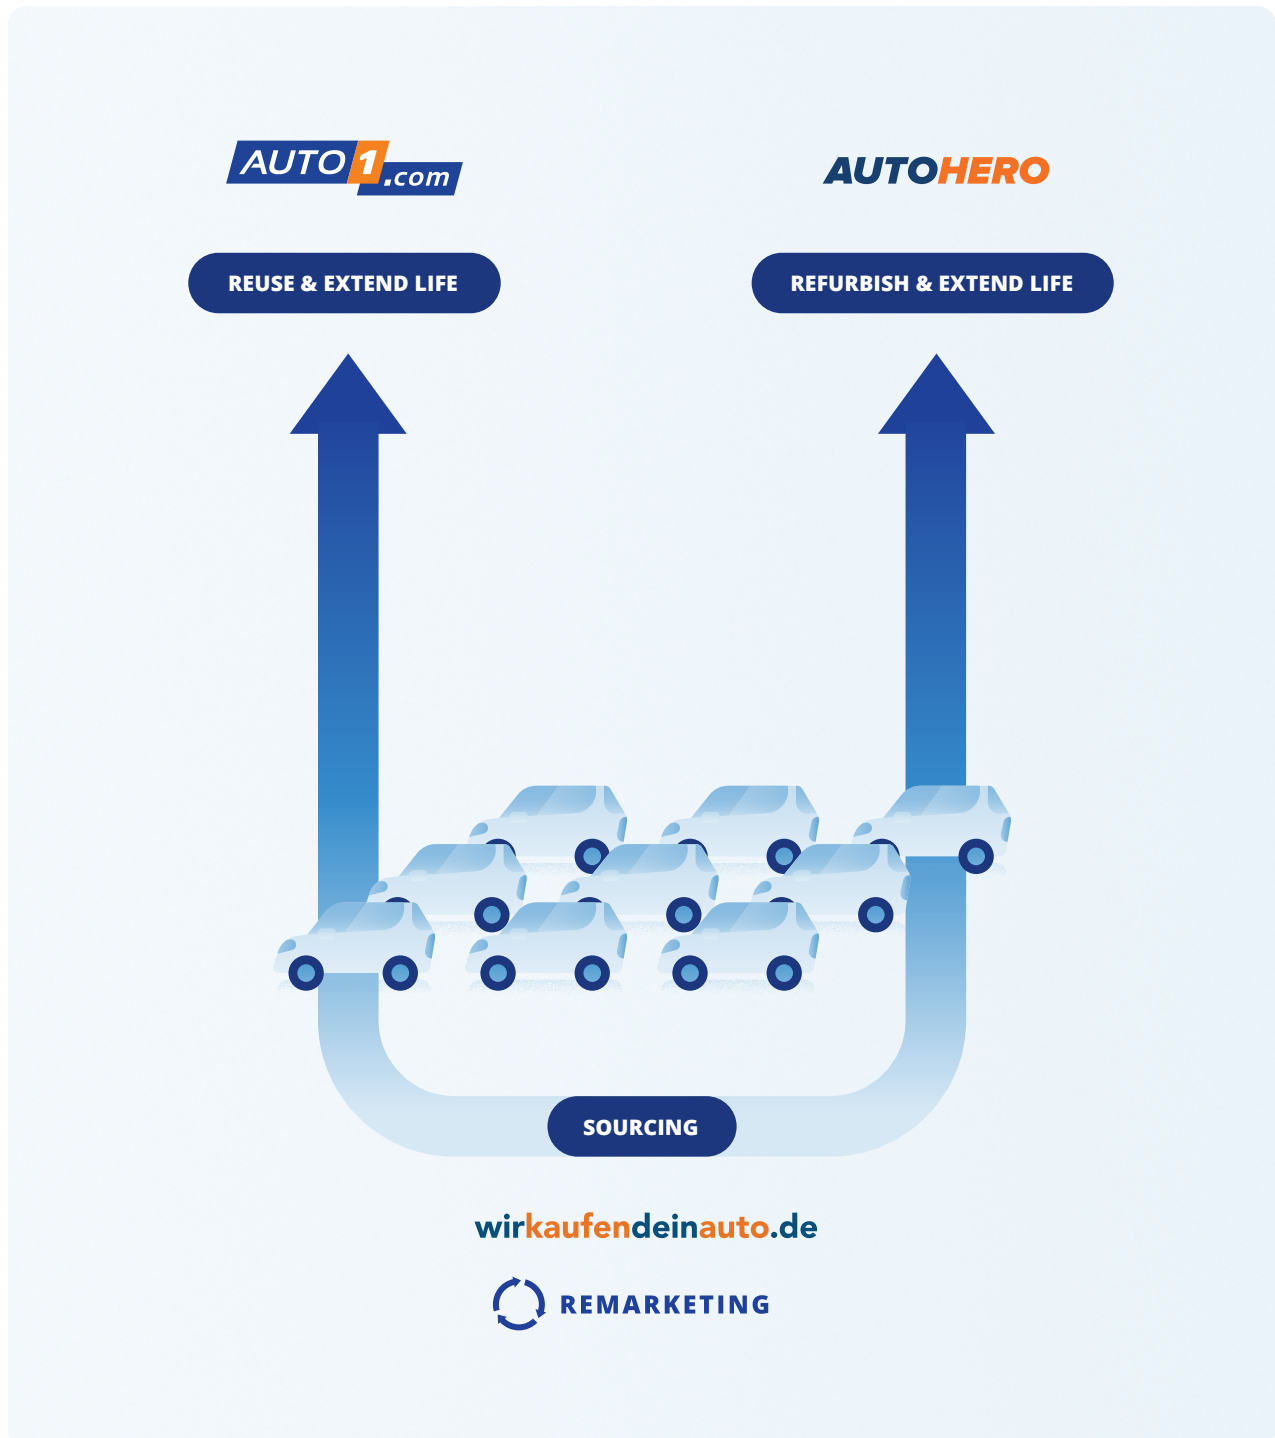 AUTO1.com
AUTOHERO
REUSE & EXTEND LIFE
REFURBISH & EXTEND LIFE
SOURCING
wirkaufendeinauto.de
REMARKETING